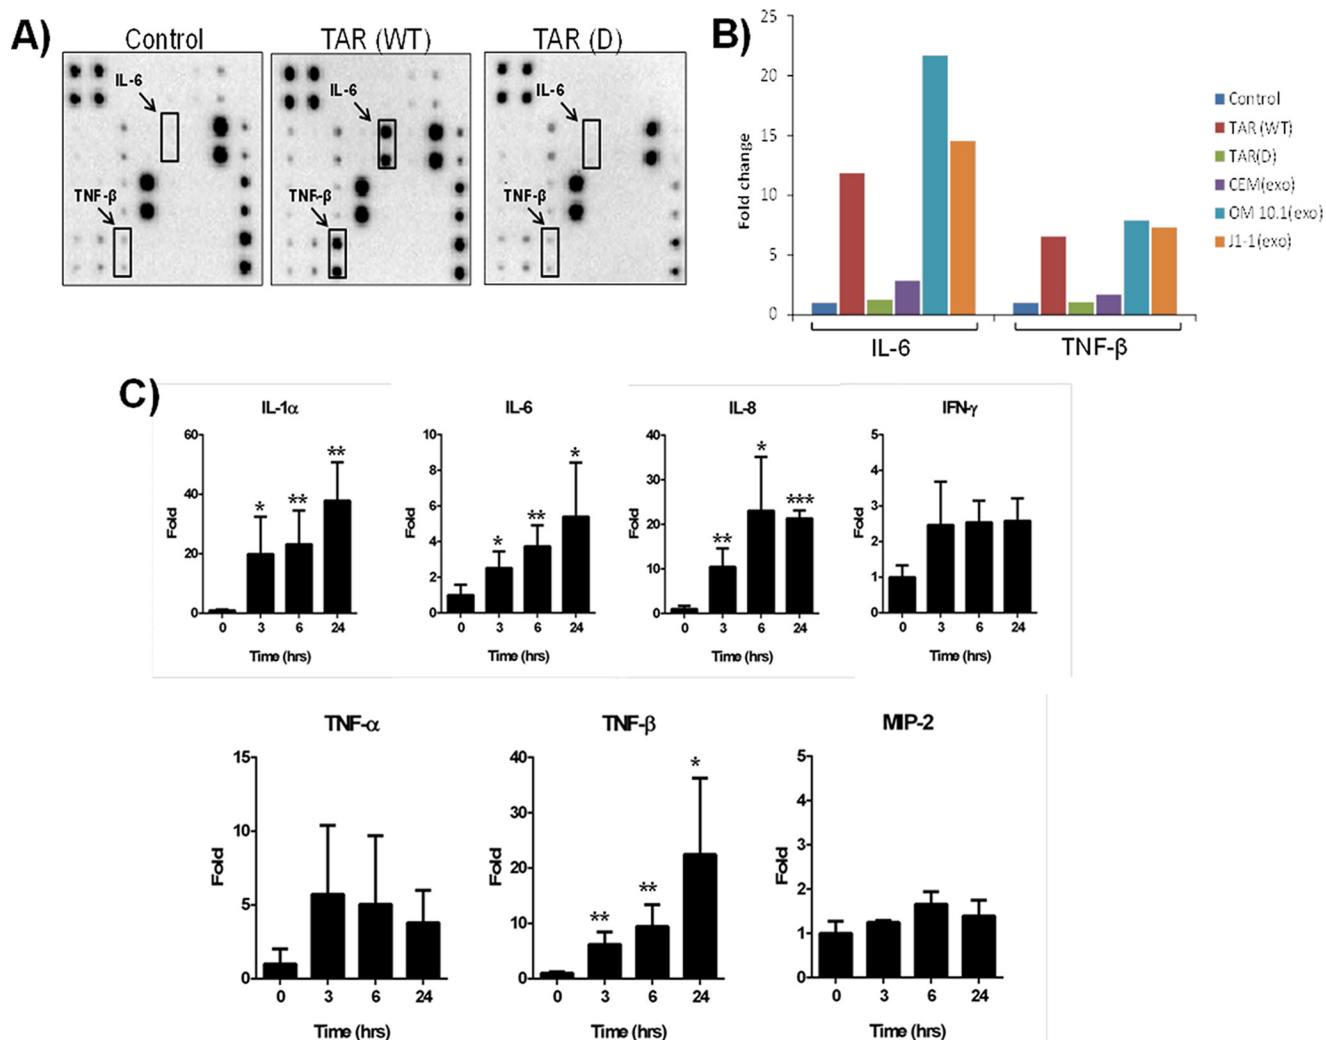 A)
Control
TAR (WT)
TAR (D)
IL-6
IL-6
IL-6
TNF-β
TNF-β
TNF-β
B)
Fold change
25
20
15
10
5
0
IL-6
TNF-β
Control
TAR (WT)
TAR(D)
CEM(exo)
OM 10.1(exo)
J1-1(exo)
C)
IL-1α
Fold
60
40
20
0
*
**
**
0 3 6 24
Time (hrs)
IL-6
Fold
10
8
6
4
2
0
*
**
*
0 3 6 24
Time (hrs)
IL-8
Fold
40
30
20
10
0
**
*
***
0 3 6 24
Time (hrs)
IFN-γ
Fold
5
4
3
2
1
0
0 3 6 24
Time (hrs)
TNF-α
Fold
15
10
5
0
0 3 6 24
Time (hrs)
TNF-β
Fold
40
30
20
10
0
**
**
*
0 3 6 24
Time (hrs)
MIP-2
Fold
5
4
3
2
1
0
0 3 6 24
Time (hrs)